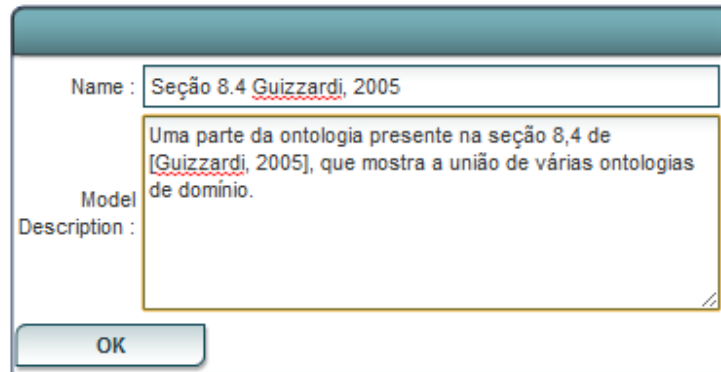 Name : Seção 8.4 Guizzardi, 2005
Uma parte da ontologia presente na seção 8,4 de
[Guizzardi, 2005], que mostra a união de várias ontologias
de domínio.
Model
Description :
OK